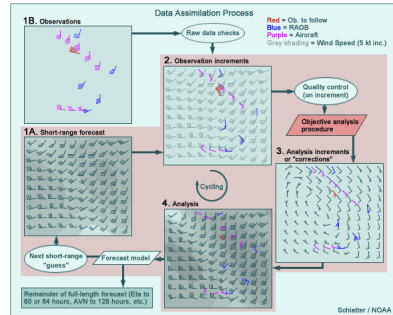 Data Assimilation Process
1B. Observations
Raw data checks
Red = Ob. to follow
Blue = RAOB
Purple = Aircraft
Gray shading = Wind Speed (5 kt inc.)
2. Observation increments
Quality control
(on increment)
Objective analysis
procedure
1A. Short-range forecast
3. Analysis increments
or "corrections"
Cycling
4. Analysis
Next short-range
"guess"
Forecast model
Remainder of full-length forecast (Eta to
60 or 84 hours, AVN to 126 hours, etc.)
Schlatter / NOAA